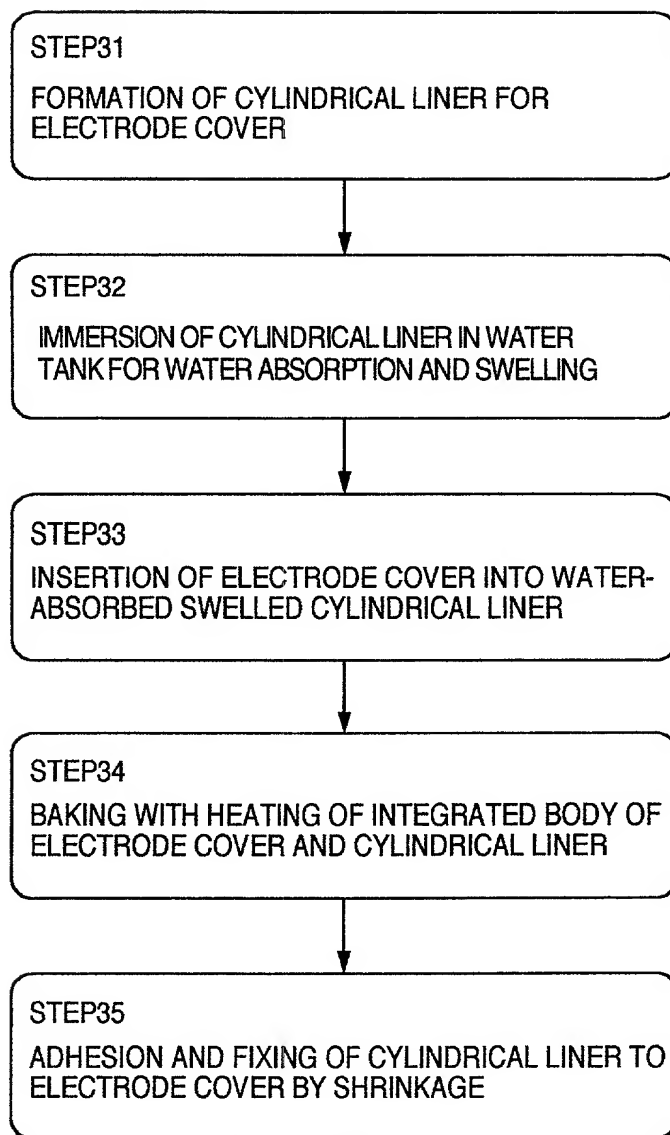 STEP31
FORMATION OF CYLINDRICAL LINER FOR
ELECTRODE COVER
STEP32
IMMERSION OF CYLINDRICAL LINER IN WATER
TANK FOR WATER ABSORPTION AND SWELLING
STEP33
INSERTION OF ELECTRODE COVER INTO WATER-
ABSORBED SWELLED CYLINDRICAL LINER
STEP34
BAKING WITH HEATING OF INTEGRATED BODY OF
ELECTRODE COVER AND CYLINDRICAL LINER
STEP35
ADHESION AND FIXING OF CYLINDRICAL LINER TO
ELECTRODE COVER BY SHRINKAGE